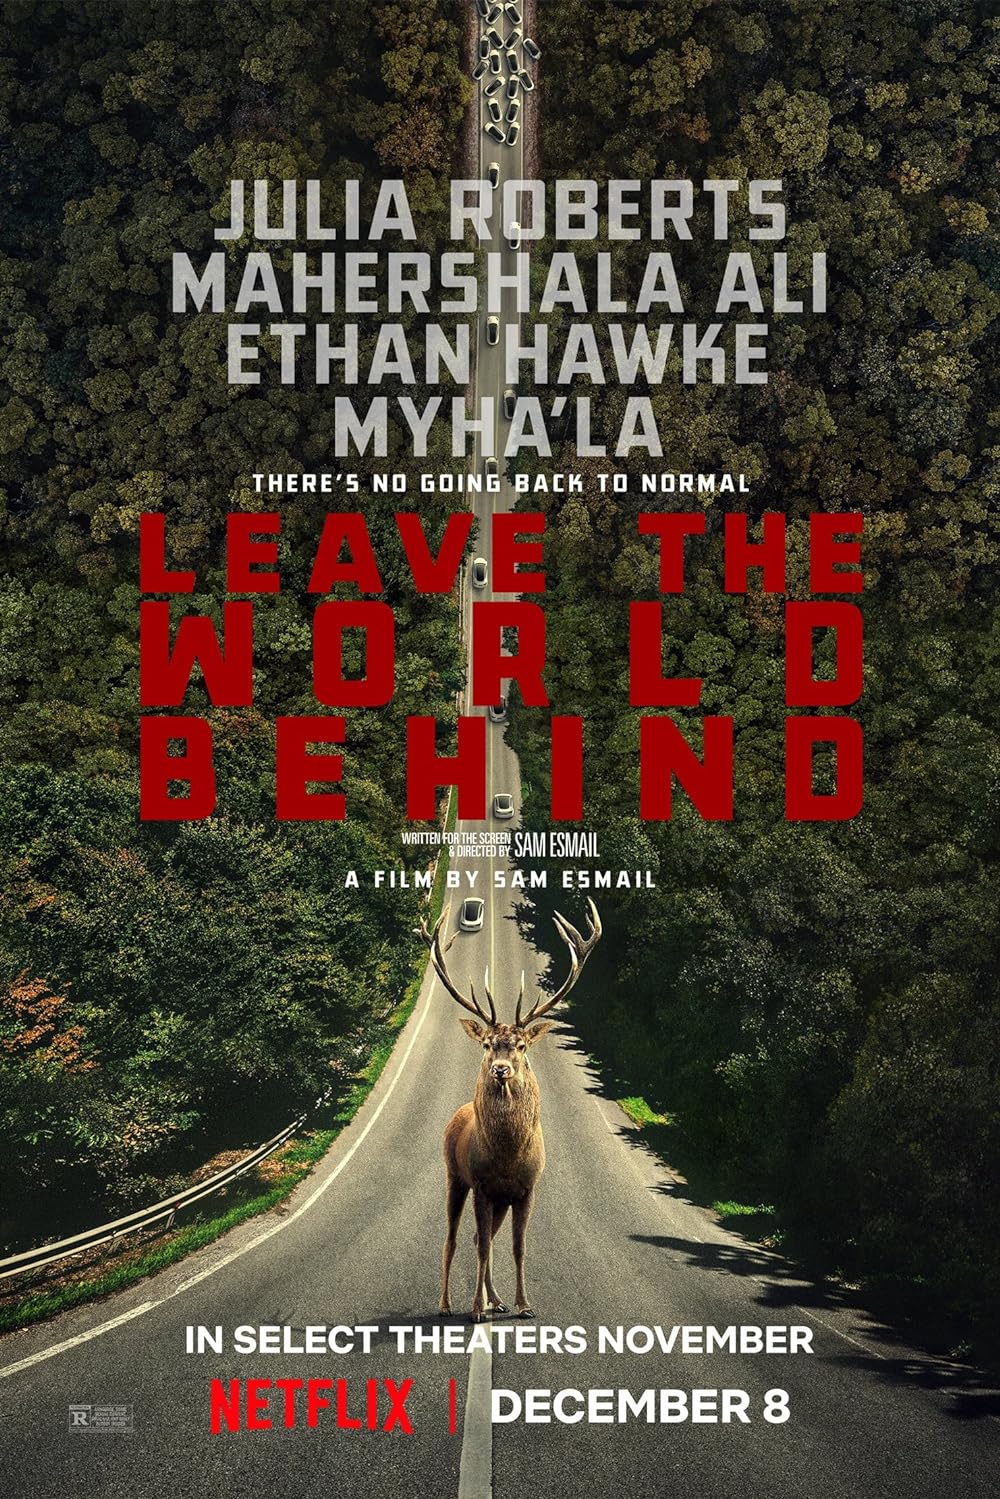 JULIA ROBERTS
MAHERSHALA ALI
ETHAN HAWKE
MYHA'LA
THERE'S NO GOING BACK TO NORMAL
LEAVE THE
WORLD
BEHIND
WRITTEN FOR THE SCREEN
& DIRECTED BY SAM ESMAIL
A FILM BY SAM ESMAIL
IN SELECT THEATERS NOVEMBER
NETFLIX | DECEMBER 8
R